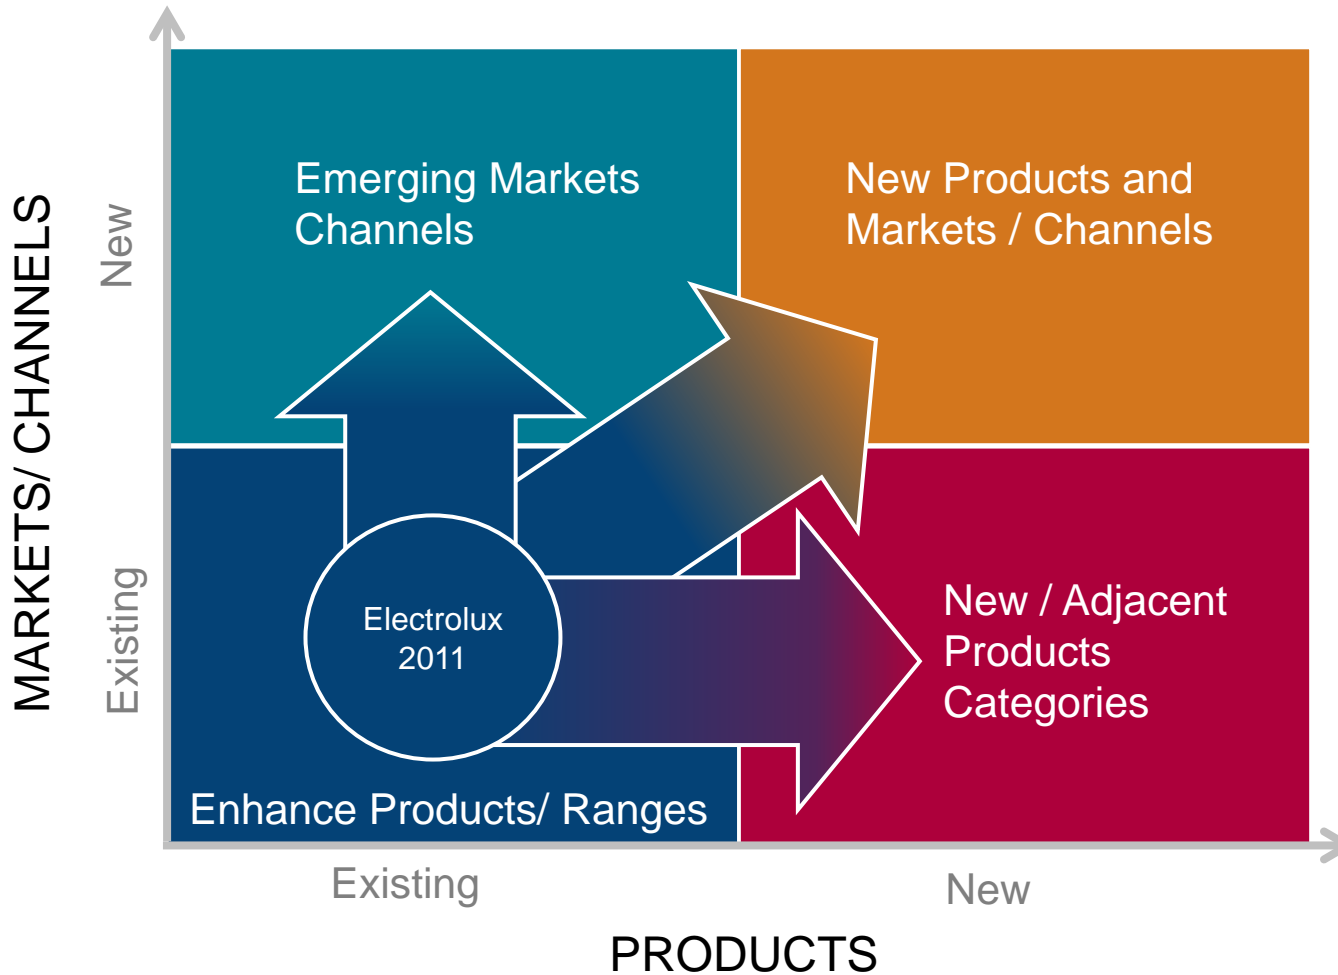 MARKETS/ CHANNELS
New
Existing
Emerging Markets
Channels
New Products and
Markets / Channels
Electrolux
2011
New / Adjacent
Products
Categories
Enhance Products/ Ranges
Existing
New
PRODUCTS